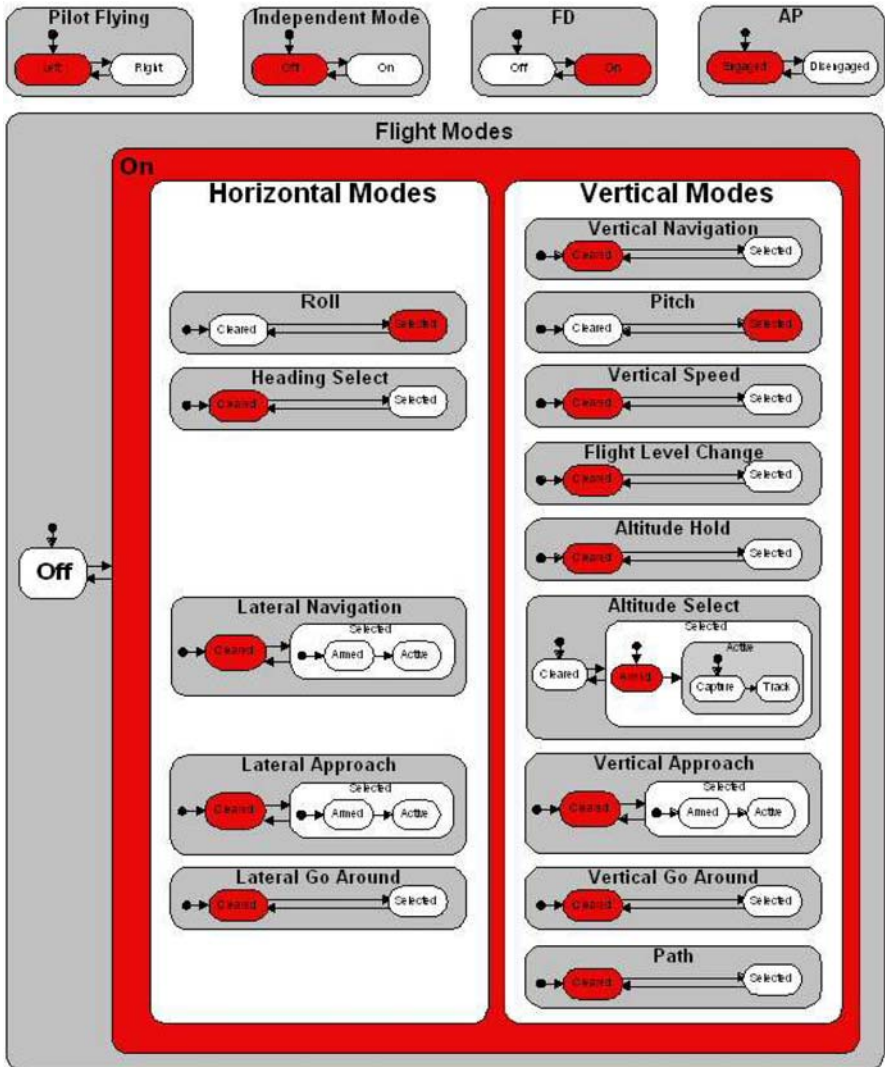 Pilot Flying
Left
Right
Independent Mode
Off
On
FD
Off
On
AP
Engaged
Disengaged
Flight Modes
On
Off
Horizontal Modes
Roll
Cleared
Selected
Heading Select
Cleared
Selected
Lateral Navigation
Cleared
Selected
Armed
Active
Lateral Approach
Cleared
Selected
Armed
Active
Lateral Go Around
Cleared
Selected
Vertical Modes
Vertical Navigation
Cleared
Selected
Pitch
Cleared
Selected
Vertical Speed
Cleared
Selected
Flight Level Change
Cleared
Selected
Altitude Hold
Cleared
Selected
Altitude Select
Cleared
Selected
Armed
Active
Capture
Track
Vertical Approach
Cleared
Selected
Armed
Active
Vertical Go Around
Cleared
Selected
Path
Cleared
Selected